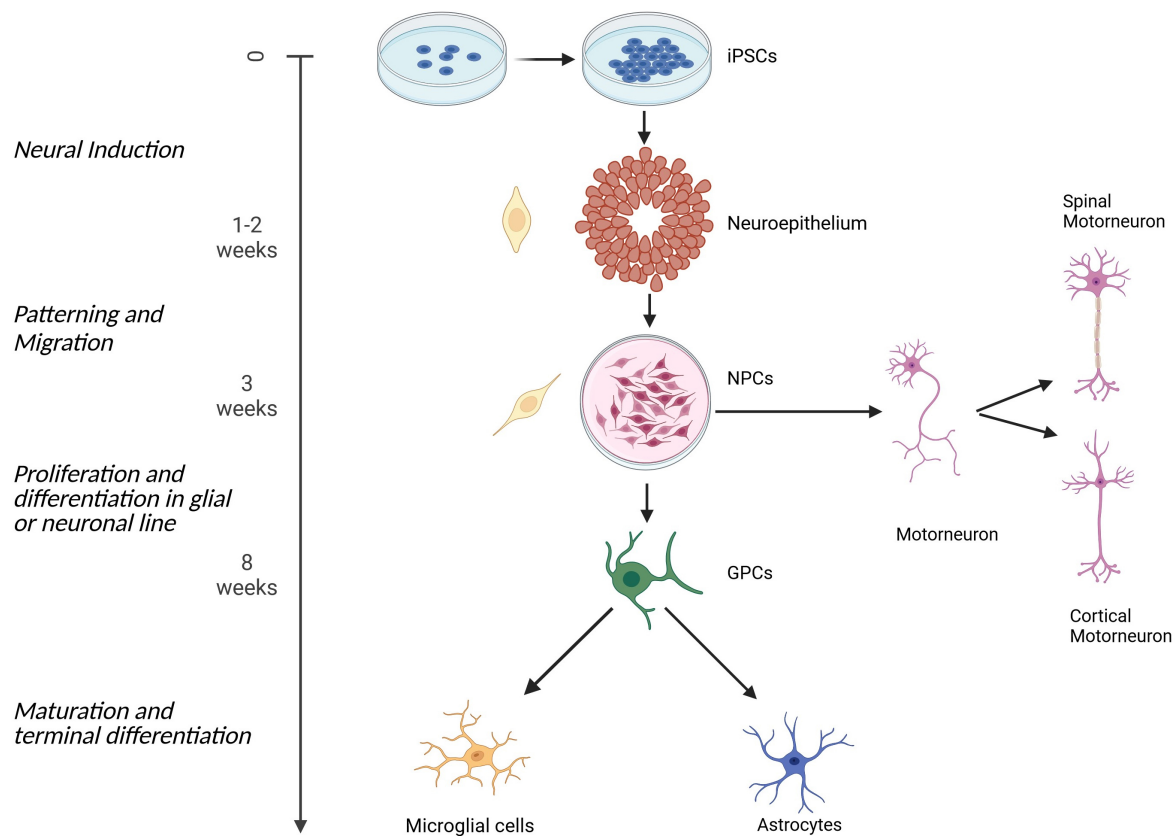 0
iPSCs
Neural Induction
1-2
weeks
Neuroepithelium
Spinal
Motorneuron
Patterning and
Migration
3
weeks
NPCs
Proliferation and
differentiation in glial
or neuronal line
Motorneuron
8
weeks
GPCs
Cortical
Motorneuron
Maturation and
terminal differentiation
Microglial cells
Astrocytes